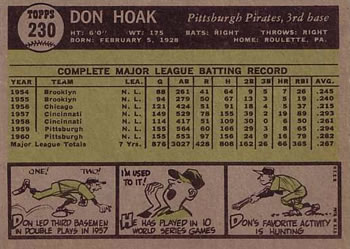 TOPPS
230
DON HOAK
Pittsburgh Pirates, 3rd base
HT: 6'0" WT: 175 BATS: RIGHT THROWS: RIGHT
BORN: FEBRUARY 5, 1928 HOME: ROULETTE, PA.
COMPLETE MAJOR LEAGUE BATTING RECORD
YEAR TEAM LEA G AB R H 2B 3B HR RBI AVG.
1954 Brooklyn N. L. 88 261 41 64 9 5 7 26 .245
1955 Brooklyn N. L. 94 279 50 67 13 3 5 19 .240
1956 Chicago N. L. 121 424 51 91 18 4 5 37 .215
1957 Cincinnati N. L. 149 529 78 155 39 2 19 89 .293
1958 Cincinnati N. L. 114 417 51 109 30 0 6 50 .261
1959 Pittsburgh N. L. 155 564 60 166 29 3 8 65 .294
1960 Pittsburgh N. L. 155 553 97 156 24 9 16 79 .282
Major League Totals 7 Yrs. 876 3027 428 808 162 26 66 365 .267
ONE! TWO!
DON LED THIRD BASEMEN
IN DOUBLE PLAYS IN 1957
I'M
USED TO
IT!
HE HAS PLAYED IN 10
WORLD SERIES GAMES
DON'S FAVORITE ACTIVITY
IS HUNTING